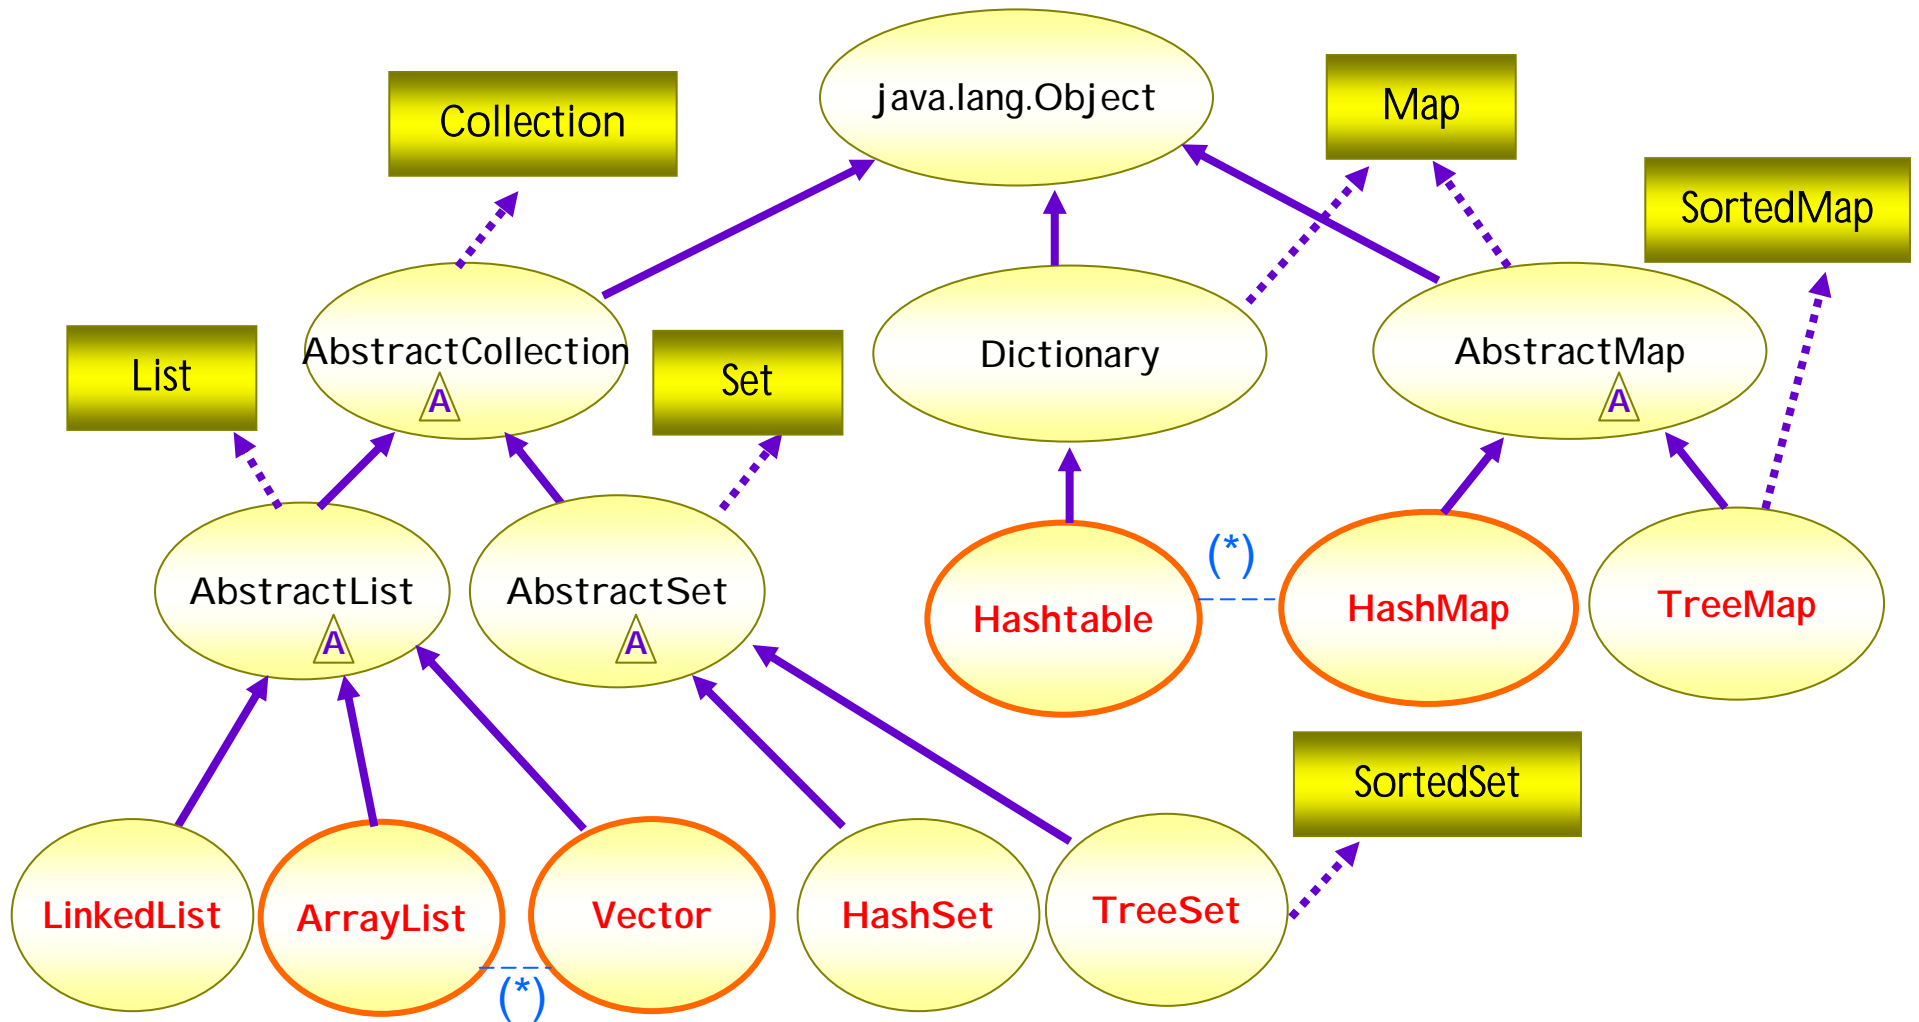 java.lang.Object
Map
Collection
SortedMap
AbstractCollection
A
Dictionary
AbstractMap
A
List
Set
AbstractList
A
AbstractSet
A
Hashtable
(*)
HashMap
TreeMap
SortedSet
LinkedList
ArrayList
(*)
Vector
HashSet
TreeSet